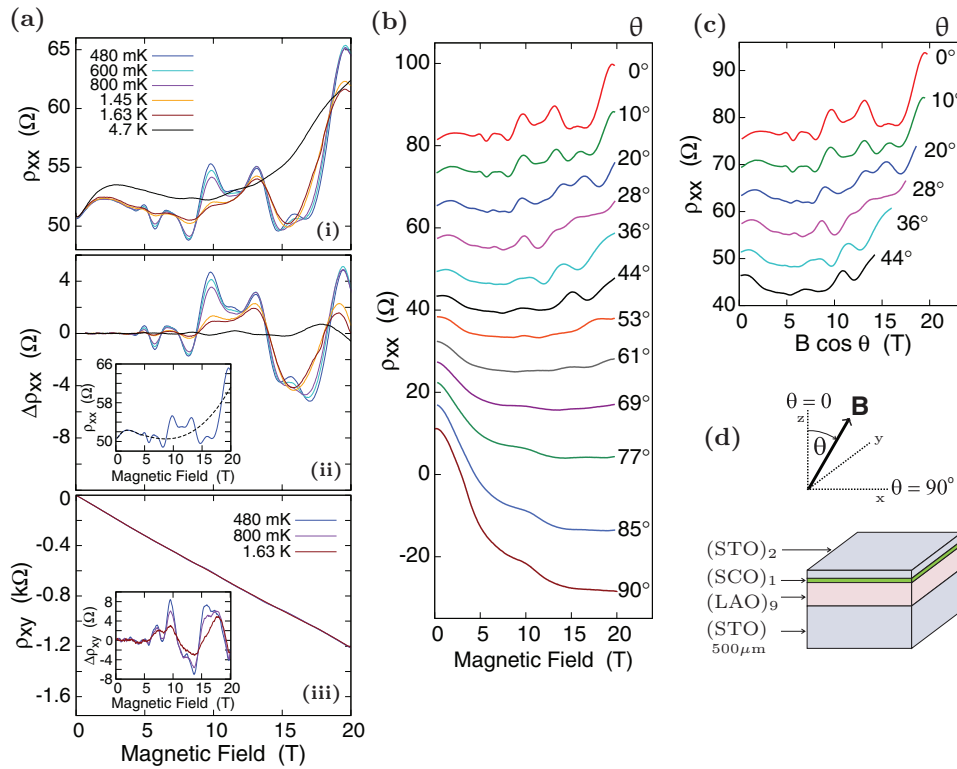 (a)
ρxx (Ω)
65
60
55
50
480 mK
600 mK
800 mK
1.45 K
1.63 K
4.7 K
(i)
Δρxx (Ω)
4
0
-4
-8
ρxx (Ω)
66
62
58
54
50
0 5 10 15 20
Magnetic Field (T)
(ii)
ρxy (kΩ)
0
-0.4
-0.8
-1.2
-1.6
480 mK
800 mK
1.63 K
Δρxy (Ω)
8
4
0
-4
8
0 5 10 15 20
Magnetic Field (T)
(iii)
0 5 10 15 20
Magnetic Field (T)
(b)
θ
ρxx (Ω)
100
80
60
40
20
0
-20
0°
10°
20°
28°
36°
44°
53°
61°
69°
77°
85°
90°
0 5 10 15 20
Magnetic Field (T)
(c)
θ
ρxx (Ω)
90
80
70
60
50
40
0°
10°
20°
28°
36°
44°
0 5 10 15 20
B cos θ (T)
(d)
θ = 0
z
B
θ
y
x
θ = 90°
(STO)2
(SCO)1
(LAO)9
(STO)
500μm